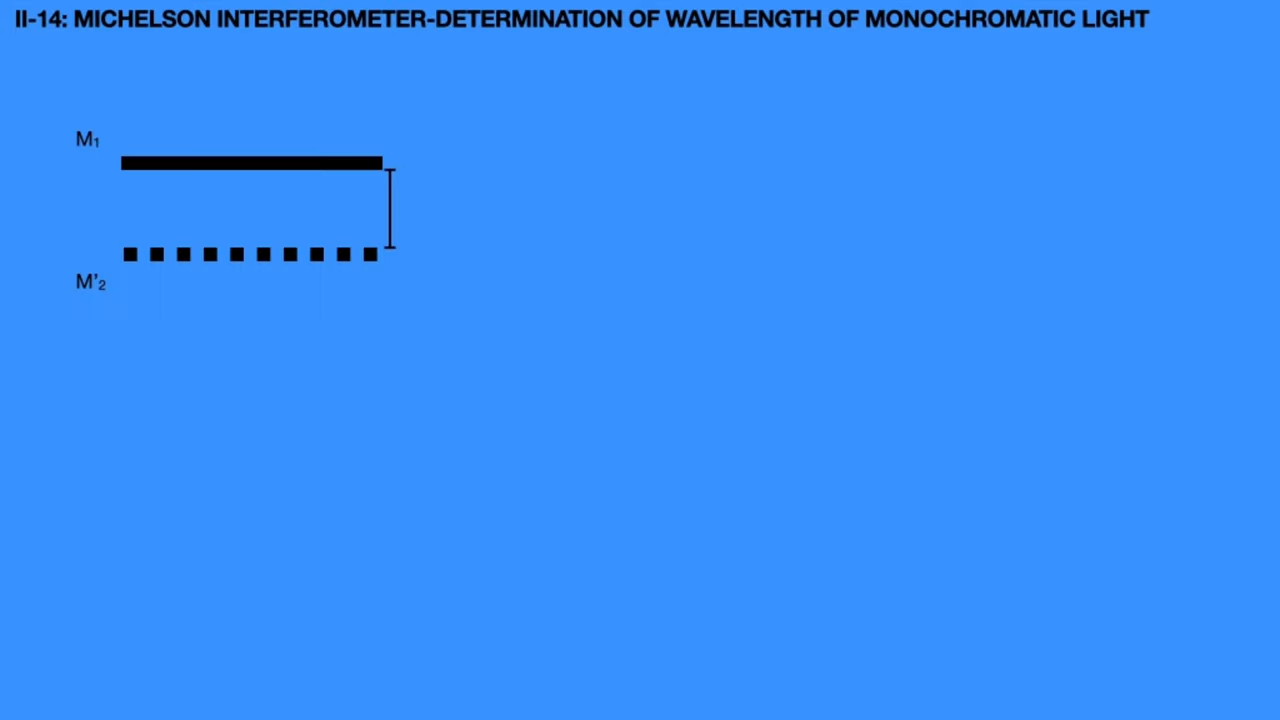 II-14: MICHELSON INTERFEROMETER-DETERMINATION OF WAVELENGTH OF MONOCHROMATIC LIGHT
M₁
M'₂